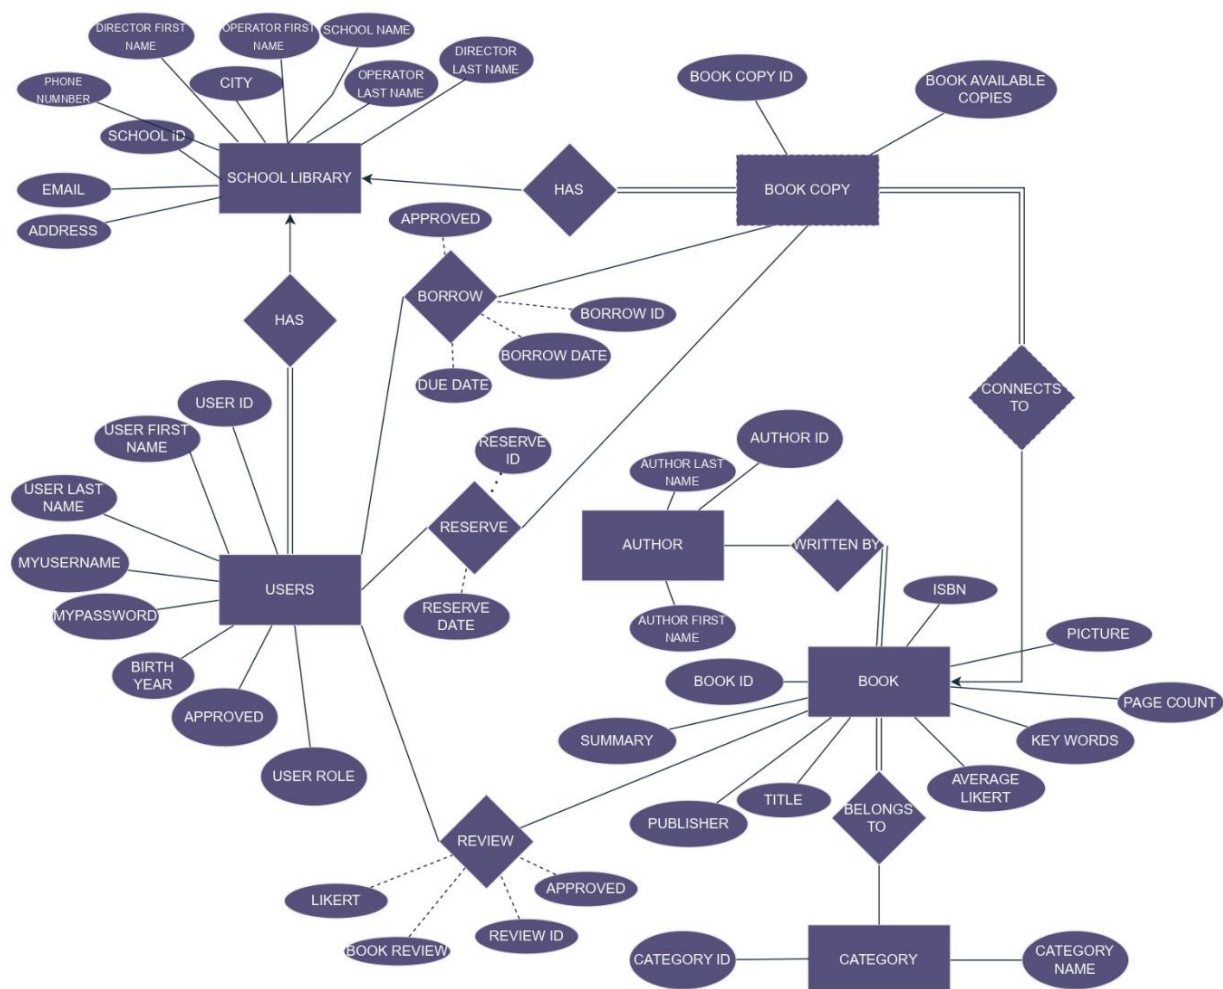 DIRECTOR FIRST
NAME
OPERATOR FIRST
NAME
SCHOOL NAME
DIRECTOR
LAST NAME
PHONE
NUMNBER
CITY
OPERATOR
LAST NAME
SCHOOL ID
EMAIL
ADDRESS
SCHOOL LIBRARY
HAS
BOOK COPY ID
BOOK AVAILABLE
COPIES
BOOK COPY
APPROVED
BORROW
BORROW ID
BORROW DATE
DUE DATE
HAS
CONNECTS
TO
USER ID
USER FIRST
NAME
USER LAST
NAME
MYUSERNAME
MYPASSWORD
BIRTH
YEAR
APPROVED
USER ROLE
USERS
RESERVE
ID
RESERVE
RESERVE
DATE
AUTHOR LAST
NAME
AUTHOR ID
AUTHOR
AUTHOR FIRST
NAME
WRITTEN BY
ISBN
PICTURE
BOOK ID
BOOK
PAGE COUNT
SUMMARY
KEY WORDS
PUBLISHER
TITLE
AVERAGE
LIKERT
BELONGS
TO
REVIEW
LIKERT
BOOK REVIEW
REVIEW ID
APPROVED
CATEGORY ID
CATEGORY
CATEGORY
NAME